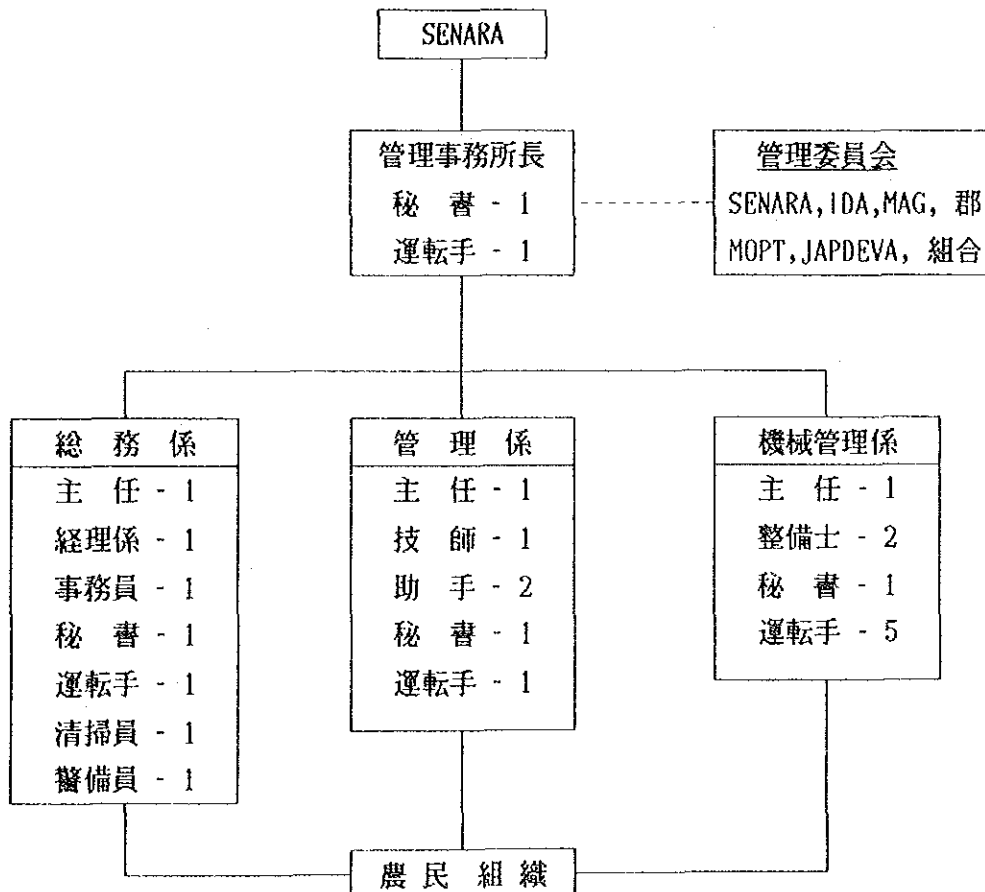 SENARA
管理事務所長
秘 書 - 1
運転手 - 1
管理委員会
SENARA,IDA,MAG, 郡
MOPT,JAPDEVA, 組合
総 務 係
主 任 - 1
経理係 - 1
事務員 - 1
秘 書 - 1
運転手 - 1
清掃員 - 1
警備員 - 1
管 理 係
主 任 - 1
技 師 - 1
助 手 - 2
秘 書 - 1
運転手 - 1
機械管理係
主 任 - 1
整備士 - 2
秘 書 - 1
運転手 - 5
農 民 組 織